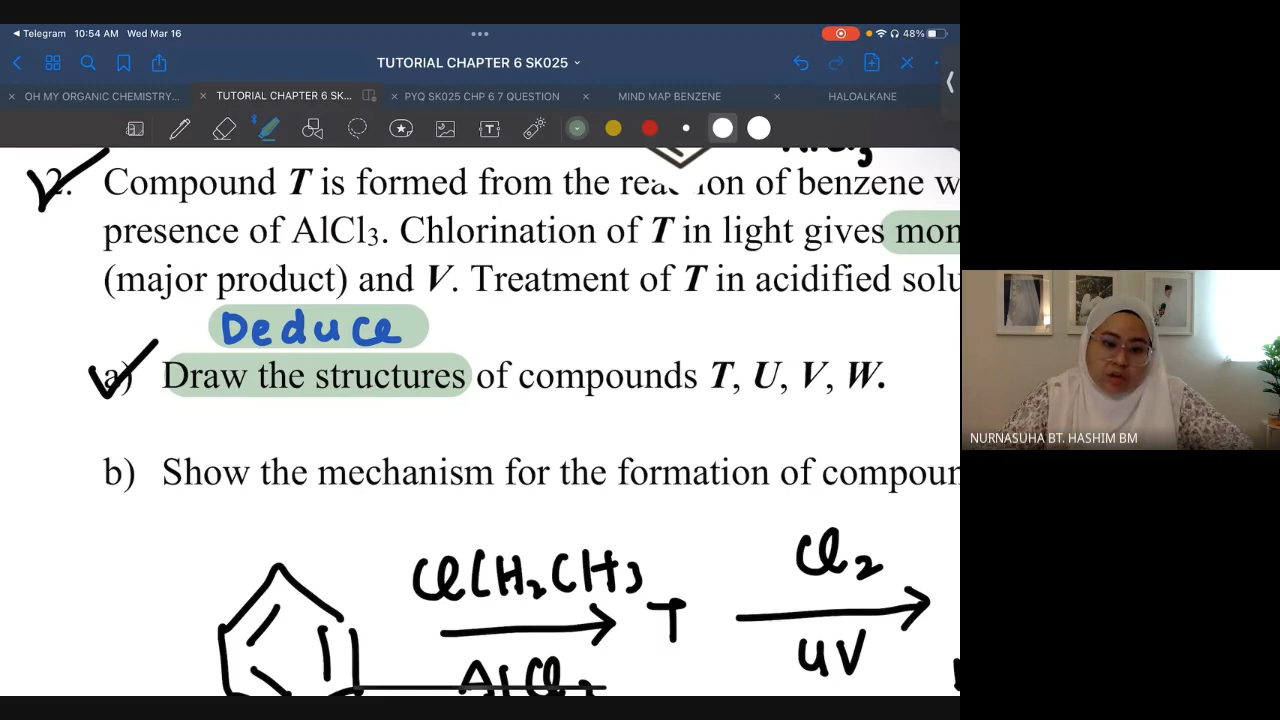 Telegram 10:54 AM Wed Mar 16
48%
TUTORIAL CHAPTER 6 SK025
OH MY ORGANIC CHEMISTRY...
TUTORIAL CHAPTER 6 SK...
PYQ SK025 CHP 6 7 QUESTION
MIND MAP BENZENE
HALOALKANE
2. Compound T is formed from the reaction of benzene w
presence of AlCl3. Chlorination of T in light gives mon
(major product) and V. Treatment of T in acidified solu
Deduce
a) Draw the structures of compounds T, U, V, W.
b) Show the mechanism for the formation of compoun
ClCH2CH3
T
Cl2
UV
AlCl3
NURNASUHA BT. HASHIM BM